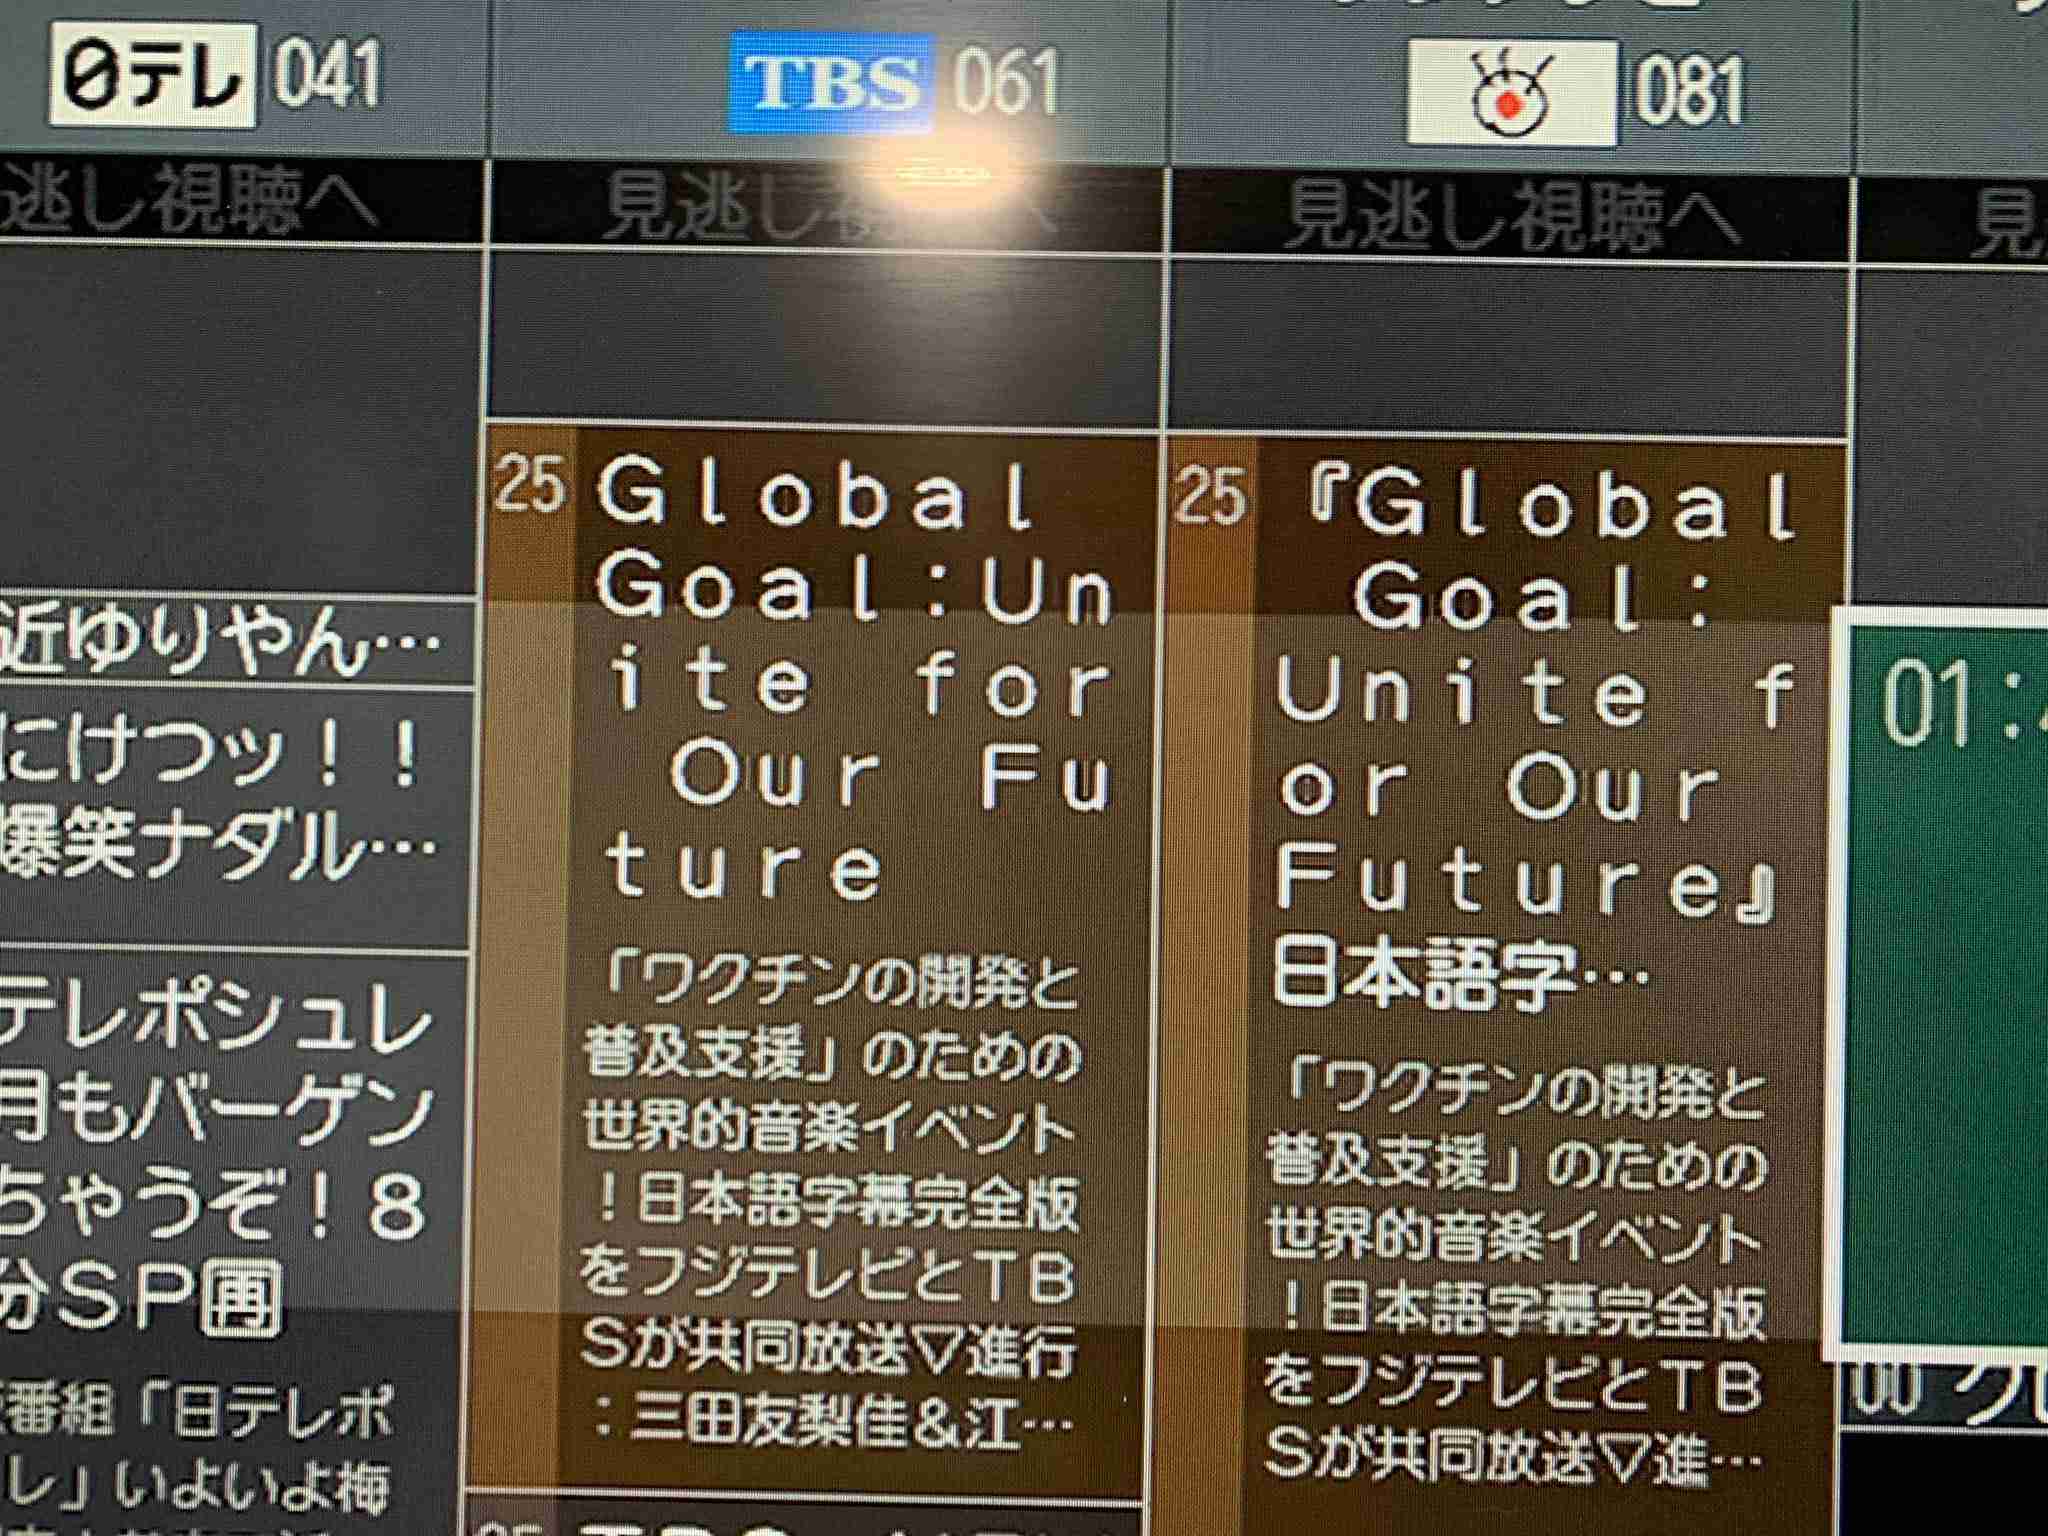 日テレ 041
TBS 061
081
逃し視聴へ
見逃し視聴へ
見逃し視聴へ
見
近ゆりやん…
にけつッ！！
爆笑ナダル…
テレポシュレ
月もバーゲン
ちゃうぞ！８
分ＳＰ再
番組「日テレポ
レ」いよいよ梅
25 Ｇｌｏｂａｌ
Ｇｏａｌ：Ｕｎ
ｉｔｅ　ｆｏｒ
Ｏｕｒ　Ｆｕ
ｔｕｒｅ
「ワクチンの開発と
普及支援」のための
世界的音楽イベント
！日本語字幕完全版
をフジテレビとＴＢ
Ｓが共同放送▽進行
：三田友梨佳＆江…
25 『Ｇｌｏｂａｌ
Ｇｏａｌ：
Ｕｎｉｔｅ　ｆ
ｏｒ　Ｏｕｒ
Ｆｕｔｕｒｅ』
日本語字…
「ワクチンの開発と
普及支援」のための
世界的音楽イベント
！日本語字幕完全版
をフジテレビとＴＢ
Ｓが共同放送▽進…
01:
00 ク